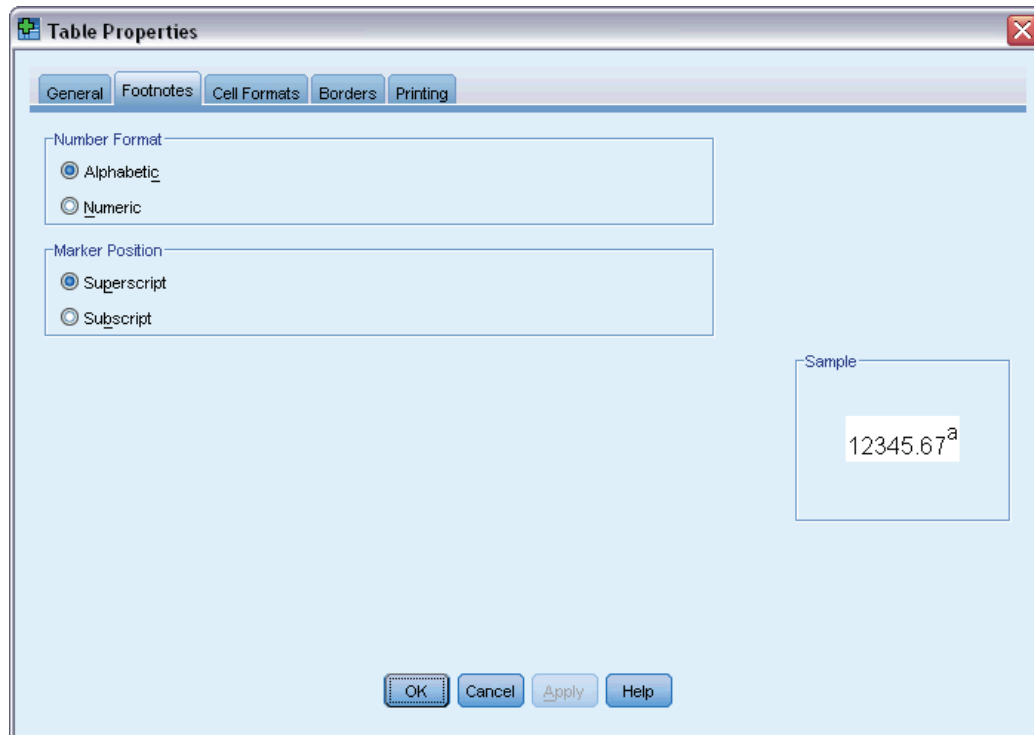 Table Properties
General Footnotes Cell Formats Borders Printing
Number Format
Alphabetic
Numeric
Marker Position
Superscript
Subscript
Sample
12345.67a
OK Cancel Apply Help